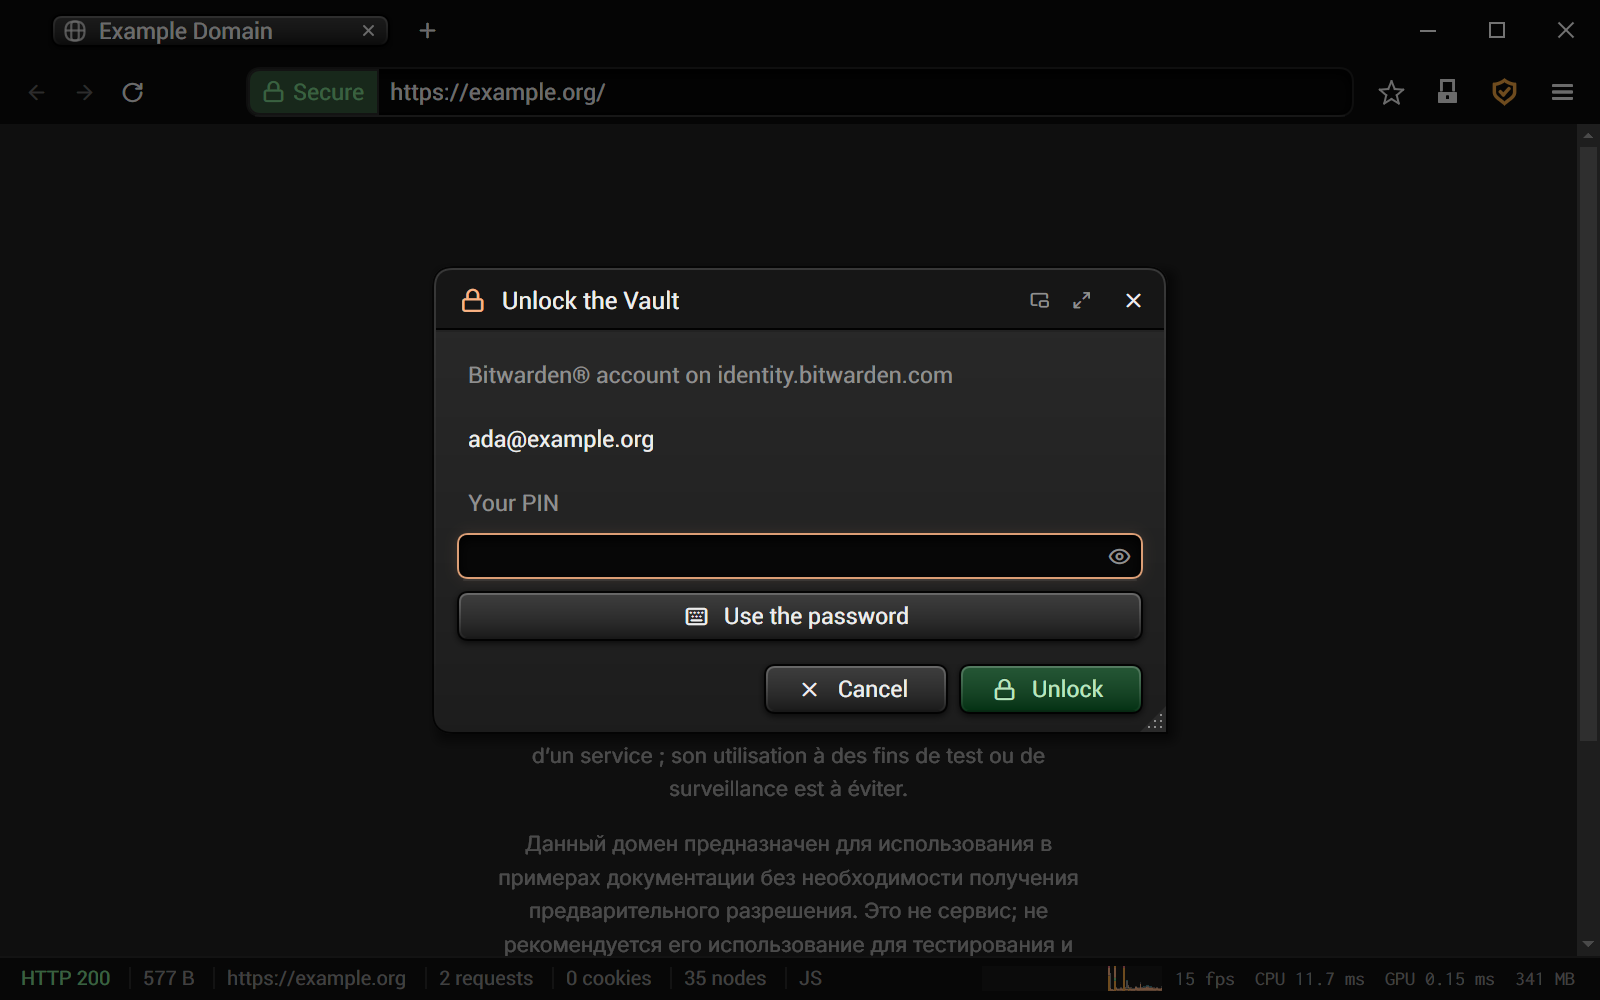 Example Domain
Secure
https://example.org/
Unlock the Vault
Bitwarden® account on identity.bitwarden.com
ada@example.org
Your PIN
Use the password
Cancel
Unlock
d'un service ; son utilisation à des fins de test ou de
surveillance est à éviter.
Данный домен предназначен для использования в
примерах документации без необходимости получения
предварительного разрешения. Это не сервис; не
рекомендуется его использование для тестирования и
HTTP 200
577 B
https://example.org
2 requests
0 cookies
35 nodes
JS
15 fps
CPU 11.7 ms
GPU 0.15 ms
341 MB